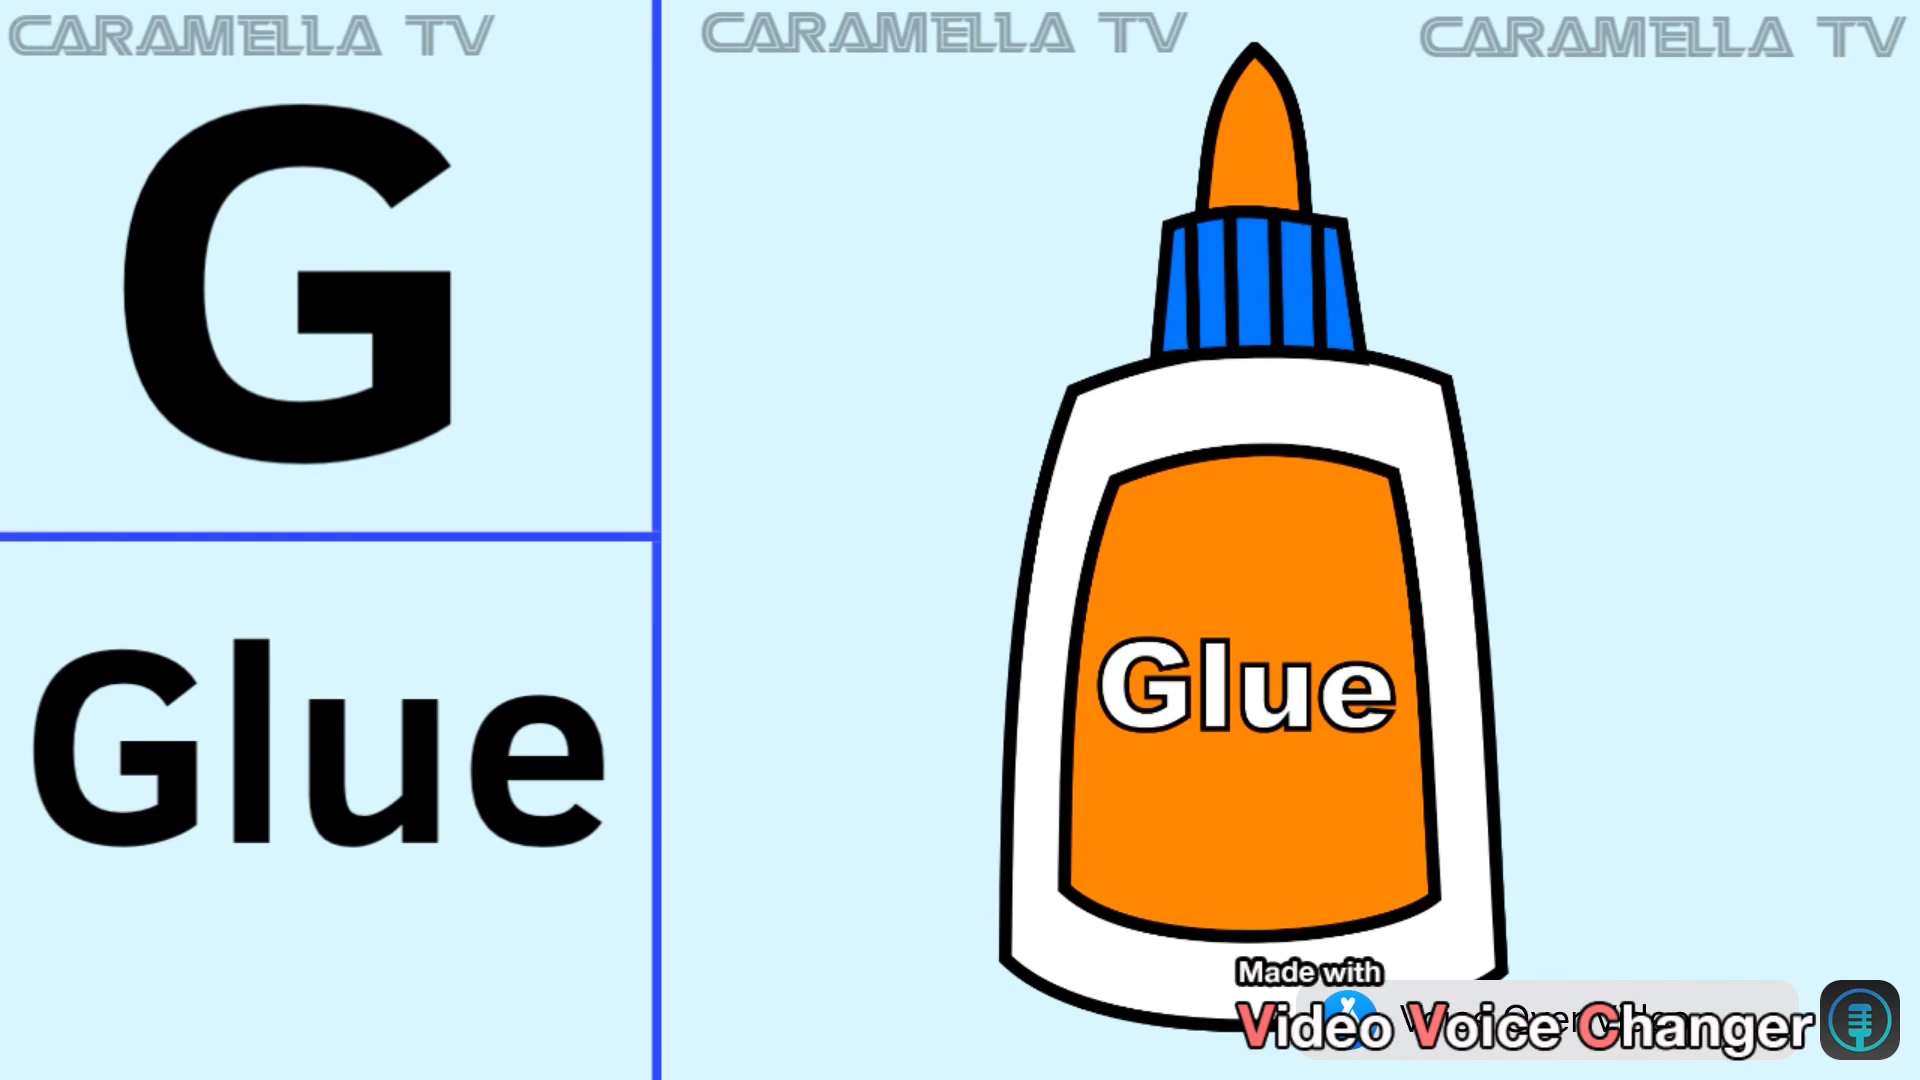 CARAMELLA TV
CARAMELLA TV
CARAMELLA TV
G
Glue
Glue
Made with
Video Voice Changer